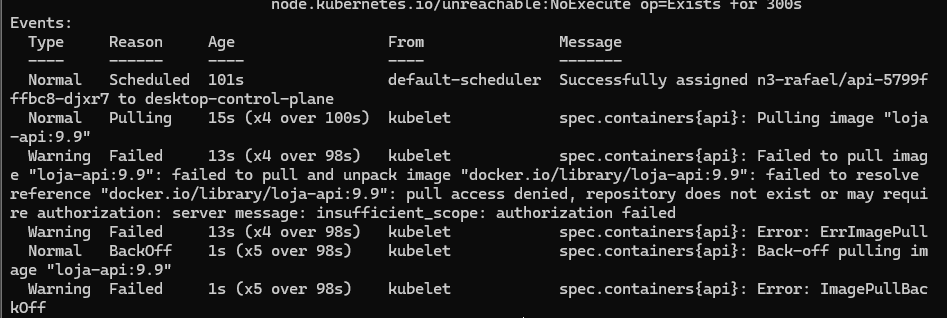 node.kubernetes.io/unreachable:NoExecute op=Exists for 300s
Events:
Type Reason Age From Message
---- ------ ---- ---- -------
Normal Scheduled 101s default-scheduler Successfully assigned n3-rafael/api-5799f
ffbc8-djxr7 to desktop-control-plane
Normal Pulling 15s (x4 over 100s) kubelet spec.containers{api}: Pulling image "loja
-api:9.9"
Warning Failed 13s (x4 over 98s) kubelet spec.containers{api}: Failed to pull imag
e "loja-api:9.9": failed to pull and unpack image "docker.io/library/loja-api:9.9": failed to resolve
reference "docker.io/library/loja-api:9.9": pull access denied, repository does not exist or may requi
re authorization: server message: insufficient_scope: authorization failed
Warning Failed 13s (x4 over 98s) kubelet spec.containers{api}: Error: ErrImagePull
Normal BackOff 1s (x5 over 98s) kubelet spec.containers{api}: Back-off pulling im
age "loja-api:9.9"
Warning Failed 1s (x5 over 98s) kubelet spec.containers{api}: Error: ImagePullBac
kOff